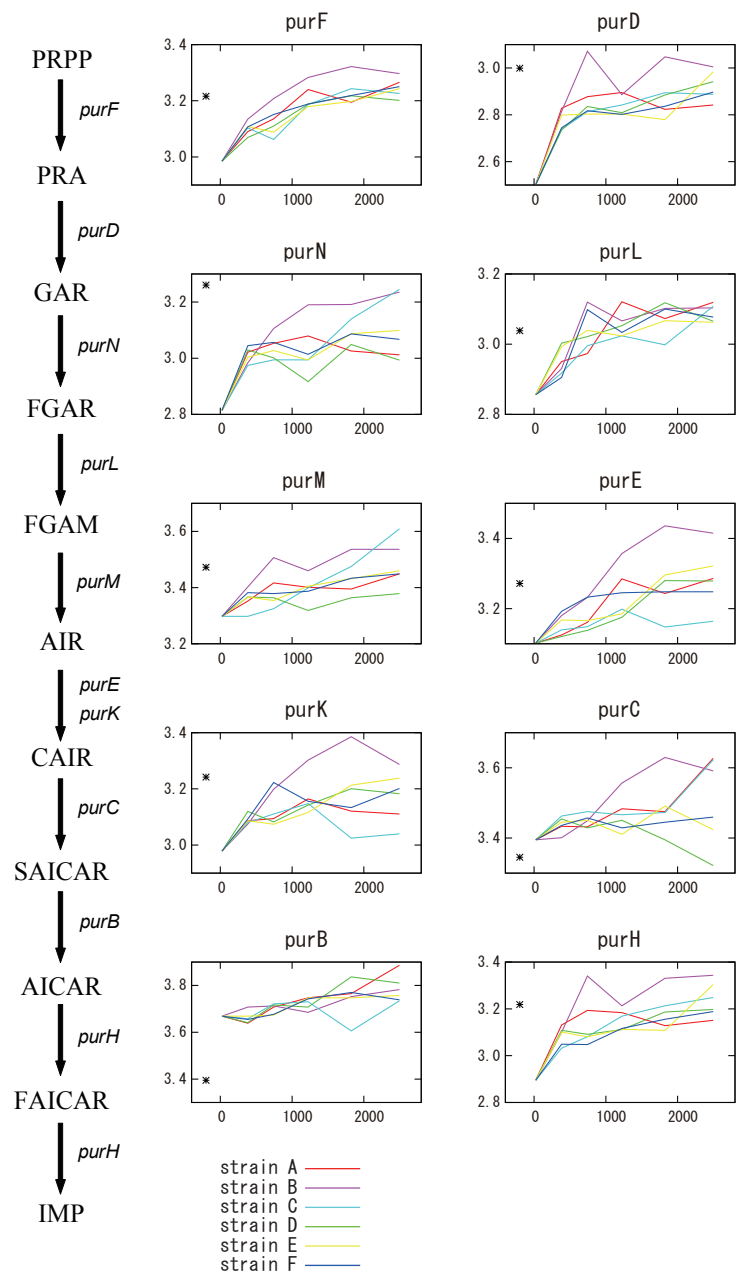 PRPP
purF
PRA
purD
GAR
purN
FGAR
purL
FGAM
purM
AIR
purE
purK
CAIR
purC
SAICAR
purB
AICAR
purH
FAICAR
purH
IMP
purF
3.4
3.2
3.0
0 1000 2000
purD
3.0
2.8
2.6
0 1000 2000
purN
3.2
3.0
2.8
0 1000 2000
purL
3.2
3.0
2.8
0 1000 2000
purM
3.6
3.4
3.2
0 1000 2000
purE
3.4
3.2
0 1000 2000
purK
3.4
3.2
3.0
0 1000 2000
purC
3.6
3.4
0 1000 2000
purB
3.8
3.6
3.4
0 1000 2000
purH
3.4
3.2
3.0
2.8
0 1000 2000
strain A
strain B
strain C
strain D
strain E
strain F